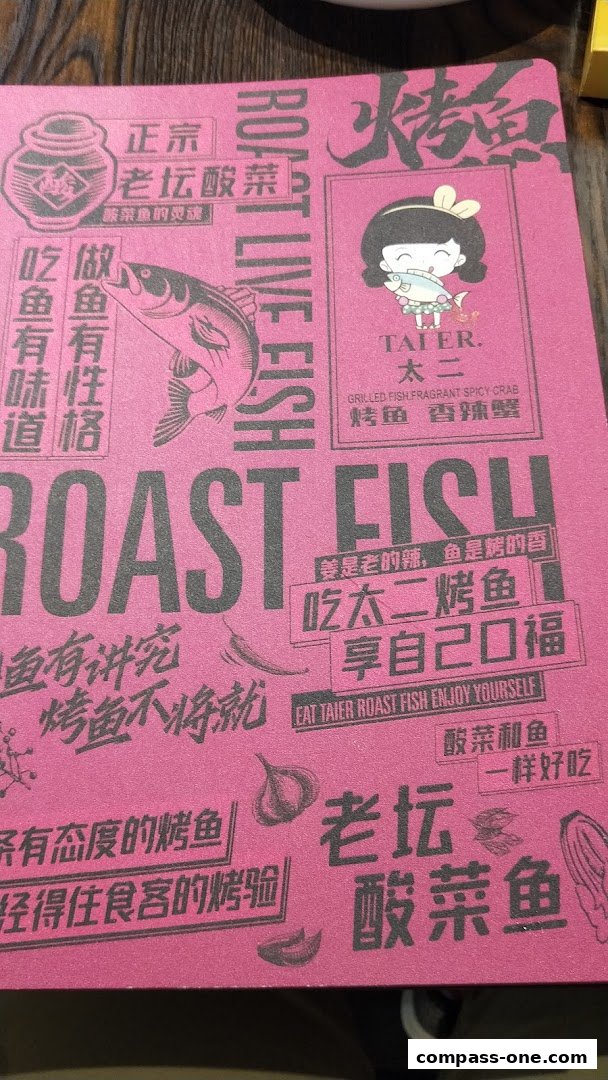 烤鱼
正宗
老坛酸菜
酸菜鱼的灵魂
ROAST LIVE FISH
做鱼有性格
吃鱼有味道
TAI ER.
太二
GRILLED FISH.FRAGRANT SPICY CRAB
烤鱼 香辣蟹
ROAST FISH
姜是老的辣，鱼是烤的香
吃太二烤鱼
享自己口福
EAT TAIER ROAST FISH ENJOY YOURSELF
鱼有讲究
烤鱼不将就
酸菜和鱼
一样好吃
条有态度的烤鱼
经得住食客的烤验
老坛
酸菜鱼
compass-one.com